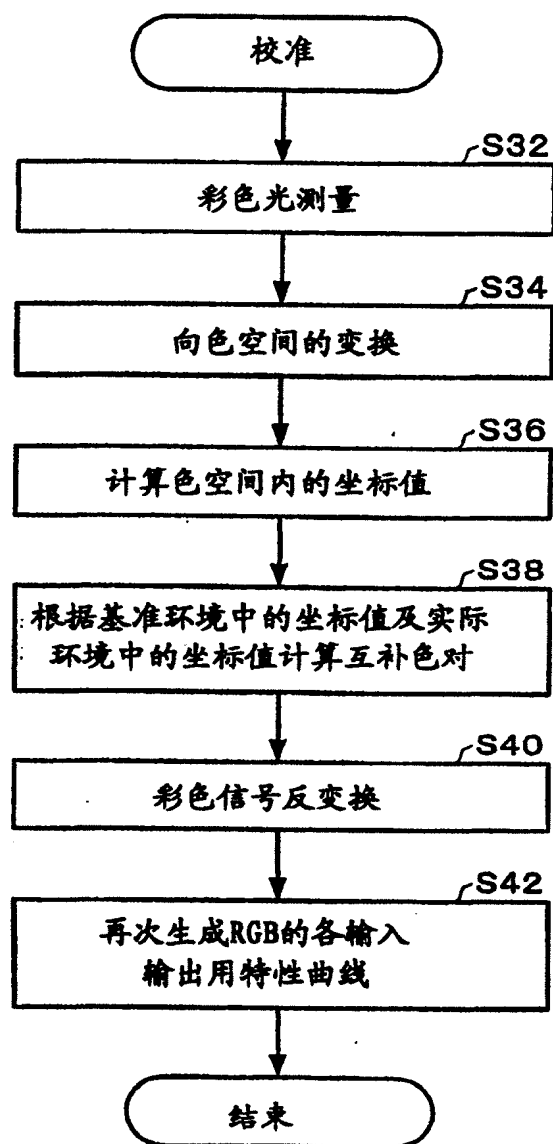 校准
S32
彩色光测量
S34
向色空间的变换
S36
计算色空间内的坐标值
S38
根据基准环境中的坐标值及实际
环境中的坐标值计算互补色对
S40
彩色信号反变换
S42
再次生成RGB的各输入
输出用特性曲线
结束